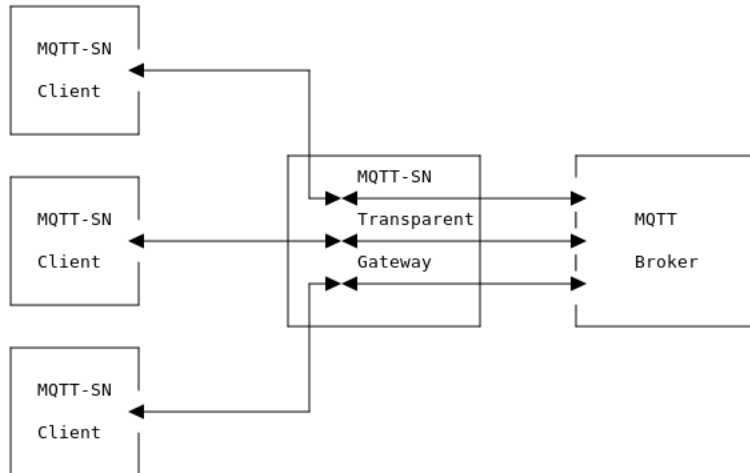 MQTT-SN
Client
MQTT-SN
Transparent
Gateway
MQTT-SN
Client
MQTT
Broker
MQTT-SN
Client